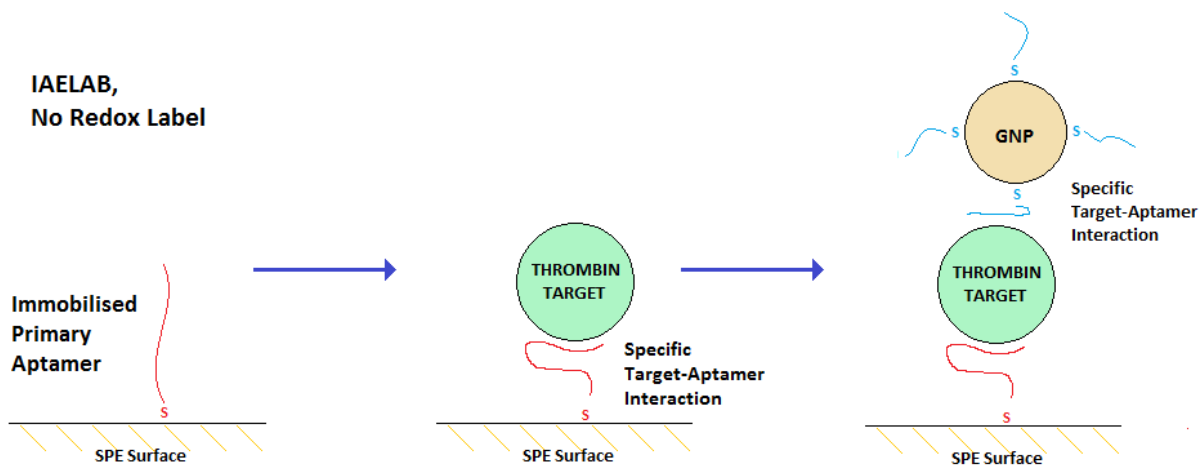 IAELAB,
No Redox Label
Immobilised
Primary
Aptamer
S
SPE Surface
THROMBIN
TARGET
Specific
Target-Aptamer
Interaction
S
SPE Surface
S
S
GNP
S
S
Specific
Target-Aptamer
Interaction
THROMBIN
TARGET
S
SPE Surface